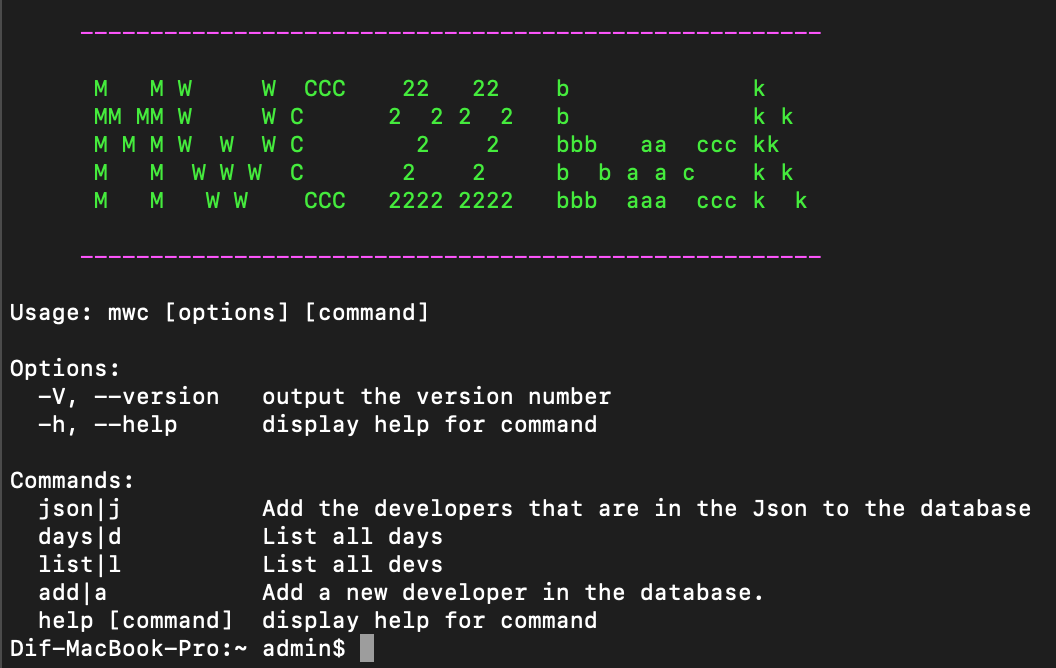 -----------------------------------------------------
M   M W     W  CCC    22   22    b             k
MM MM W     W C      2  2 2  2   b             k k
M M M W  W  W C        2    2    bbb   aa  ccc kk
M   M  W W W  C       2    2     b  b a a c    k k
M   M   W W    CCC   2222 2222   bbb  aaa  ccc k  k
-----------------------------------------------------
Usage: mwc [options] [command]
Options:
  -V, --version   output the version number
  -h, --help      display help for command
Commands:
  json|j          Add the developers that are in the Json to the database
  days|d          List all days
  list|l          List all devs
  add|a           Add a new developer in the database.
  help [command]  display help for command
Dif-MacBook-Pro:~ admin$